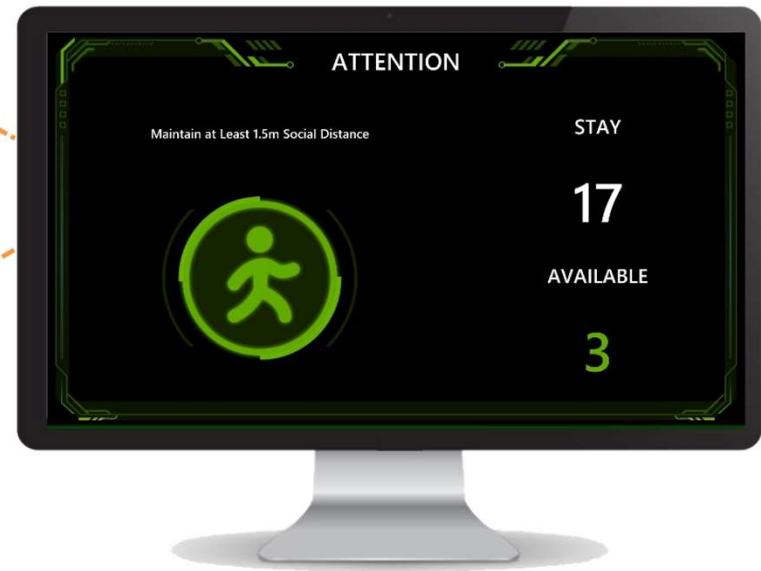 ATTENTION
Maintain at Least 1.5m Social Distance
STAY
17
AVAILABLE
3